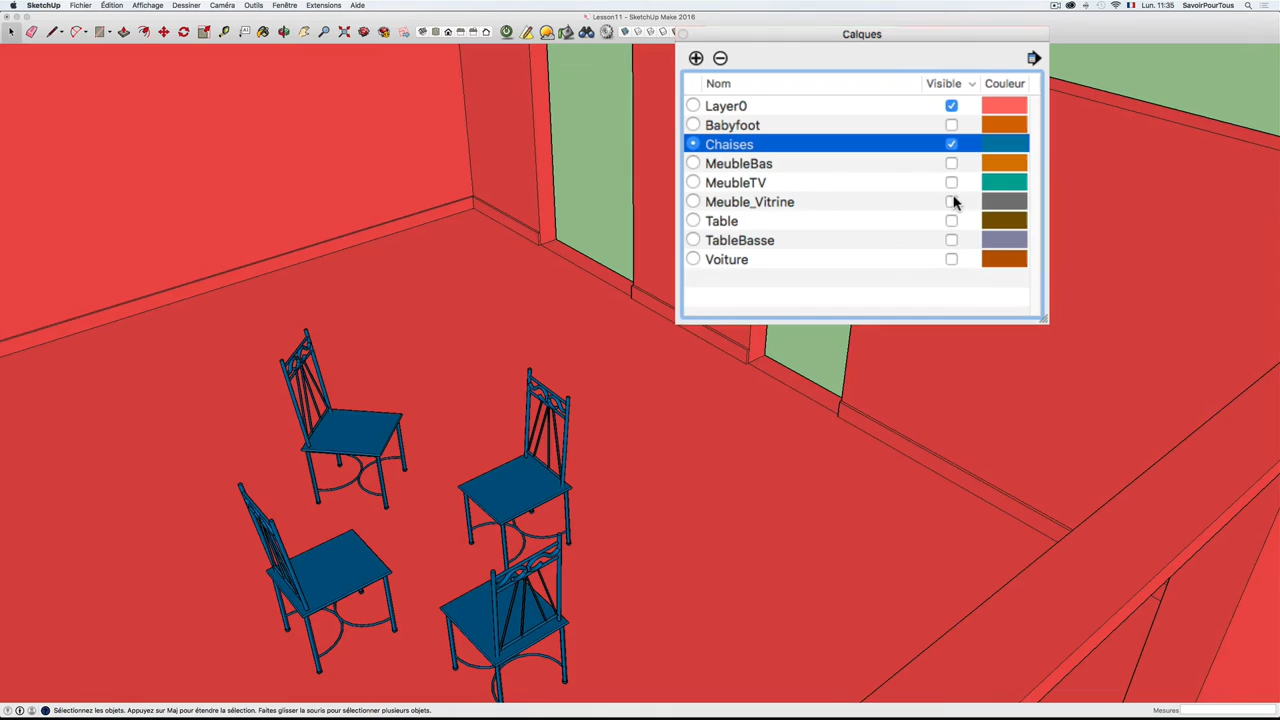 SketchUp Fichier Édition Affichage Dessiner Caméra Outils Fenêtre Extensions Aide Lun. 11:35 SavoirPourTous
Lesson11 - SketchUp Make 2016
Calques
Nom Visible Couleur
Layer0
Babyfoot
Chaises
MeubleBas
MeubleTV
Meuble_Vitrine
Table
TableBasse
Voiture
Sélectionnez les objets. Appuyez sur Maj pour étendre la sélection. Faites glisser la souris pour sélectionner plusieurs objets. Mesures